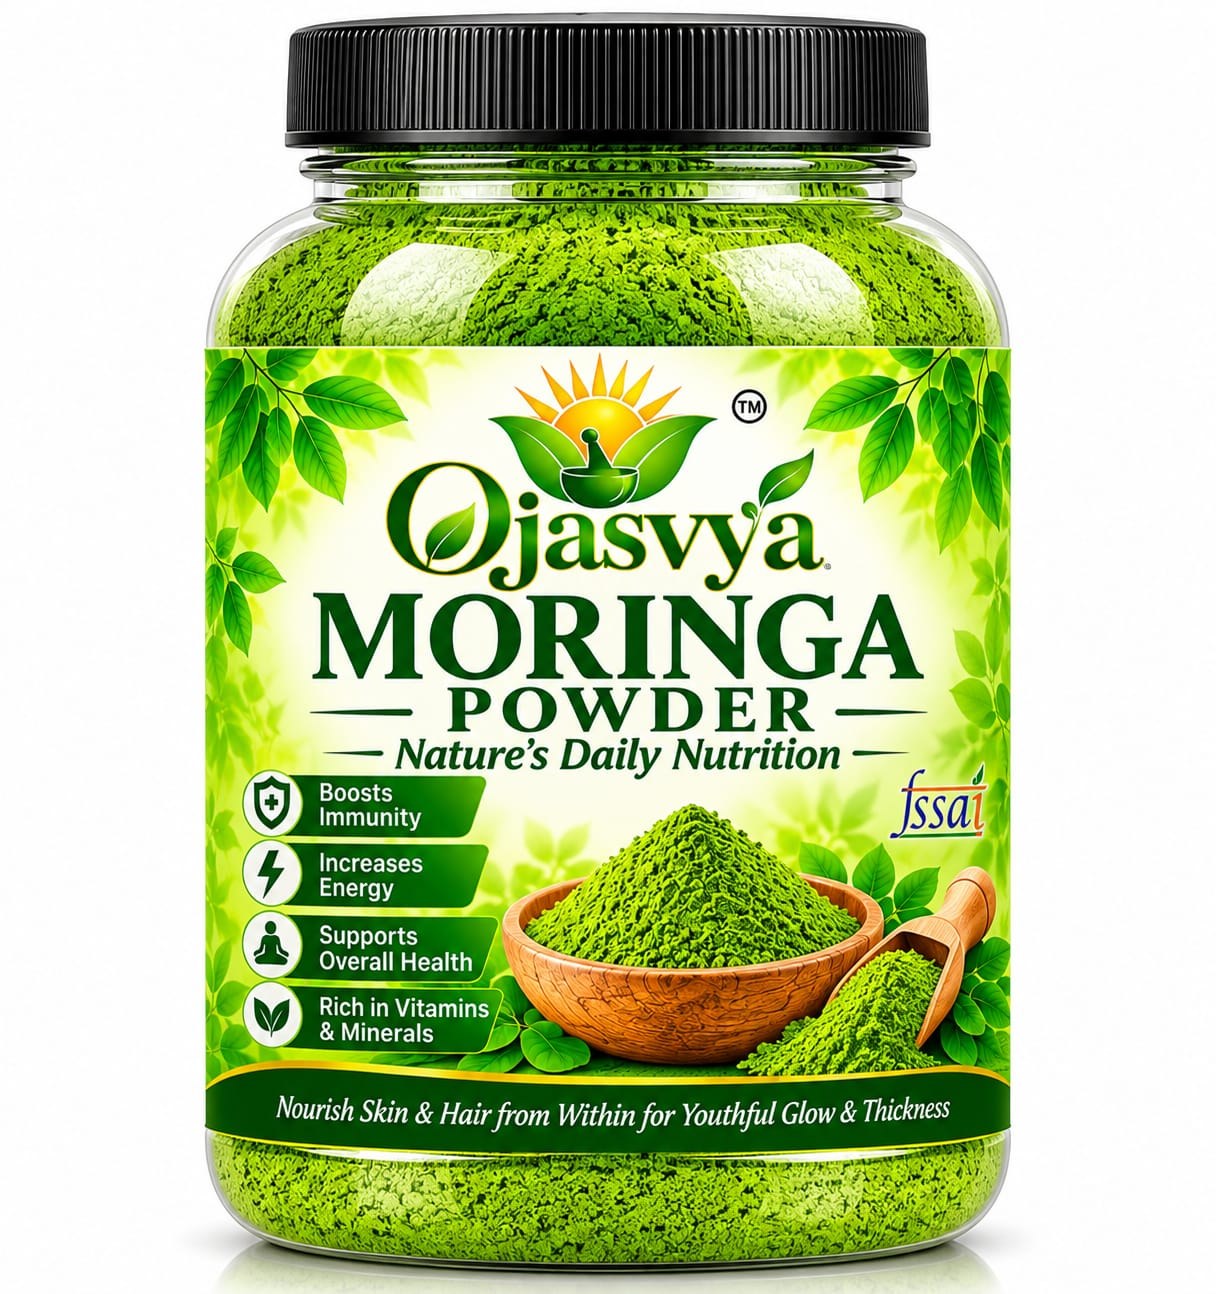 TM
Ojasvya®
MORINGA
POWDER
Nature's Daily Nutrition
Boosts
Immunity
Increases
Energy
Supports
Overall Health
Rich in Vitamins
& Minerals
fssai
Nourish Skin & Hair from Within for Youthful Glow & Thickness